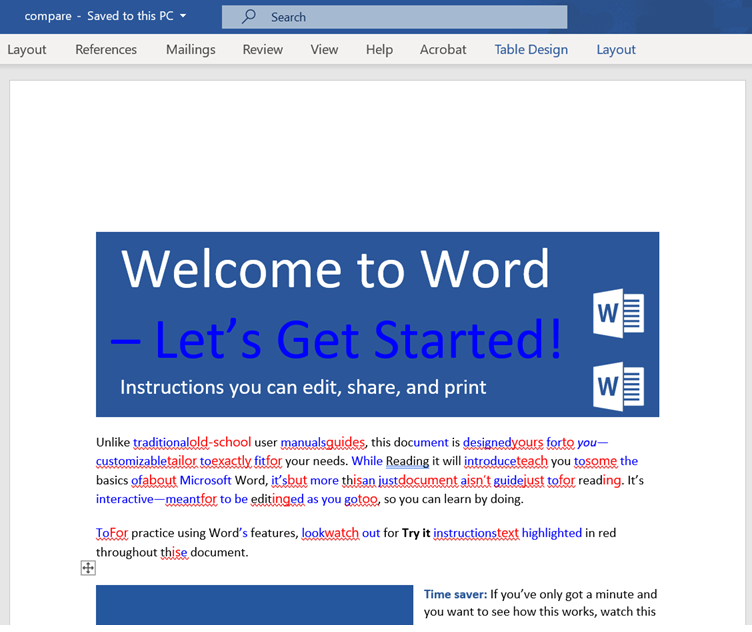 compare - Saved to this PC
Search
Layout References Mailings Review View Help Acrobat Table Design Layout
Welcome to Word
– Let's Get Started!
Instructions you can edit, share, and print
W
W
Unlike traditionalold-school user manualsguides, this document is designedyours forto you—
customizabletailor toexactly fitfor your needs. While Reading it will introduceteach you tosome the
basics ofabout Microsoft Word, it'sbut more thisan justdocument aisn't guidejust tofor reading. It's
interactive—meantfor to be editinged as you gotoo, so you can learn by doing.
ToFor practice using Word's features, lookwatch out for Try it instructionstext highlighted in red
throughout thise document.
Time saver: If you've only got a minute and
you want to see how this works, watch this